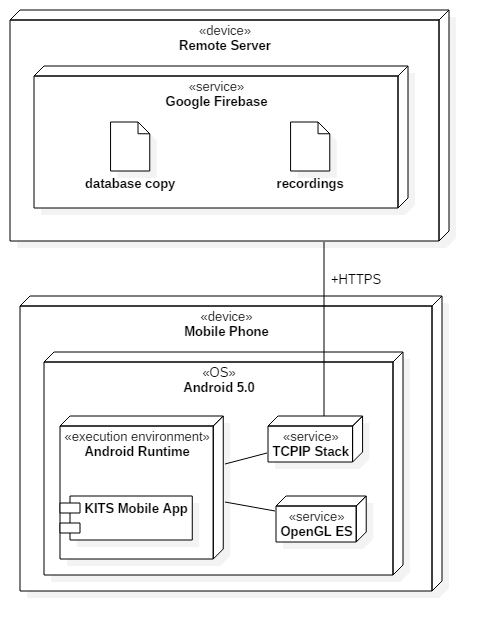 «device»
Remote Server
«service»
Google Firebase
database copy
recordings
+HTTPS
«device»
Mobile Phone
«OS»
Android 5.0
«execution environment»
Android Runtime
KITS Mobile App
«service»
TCPIP Stack
«service»
OpenGL ES